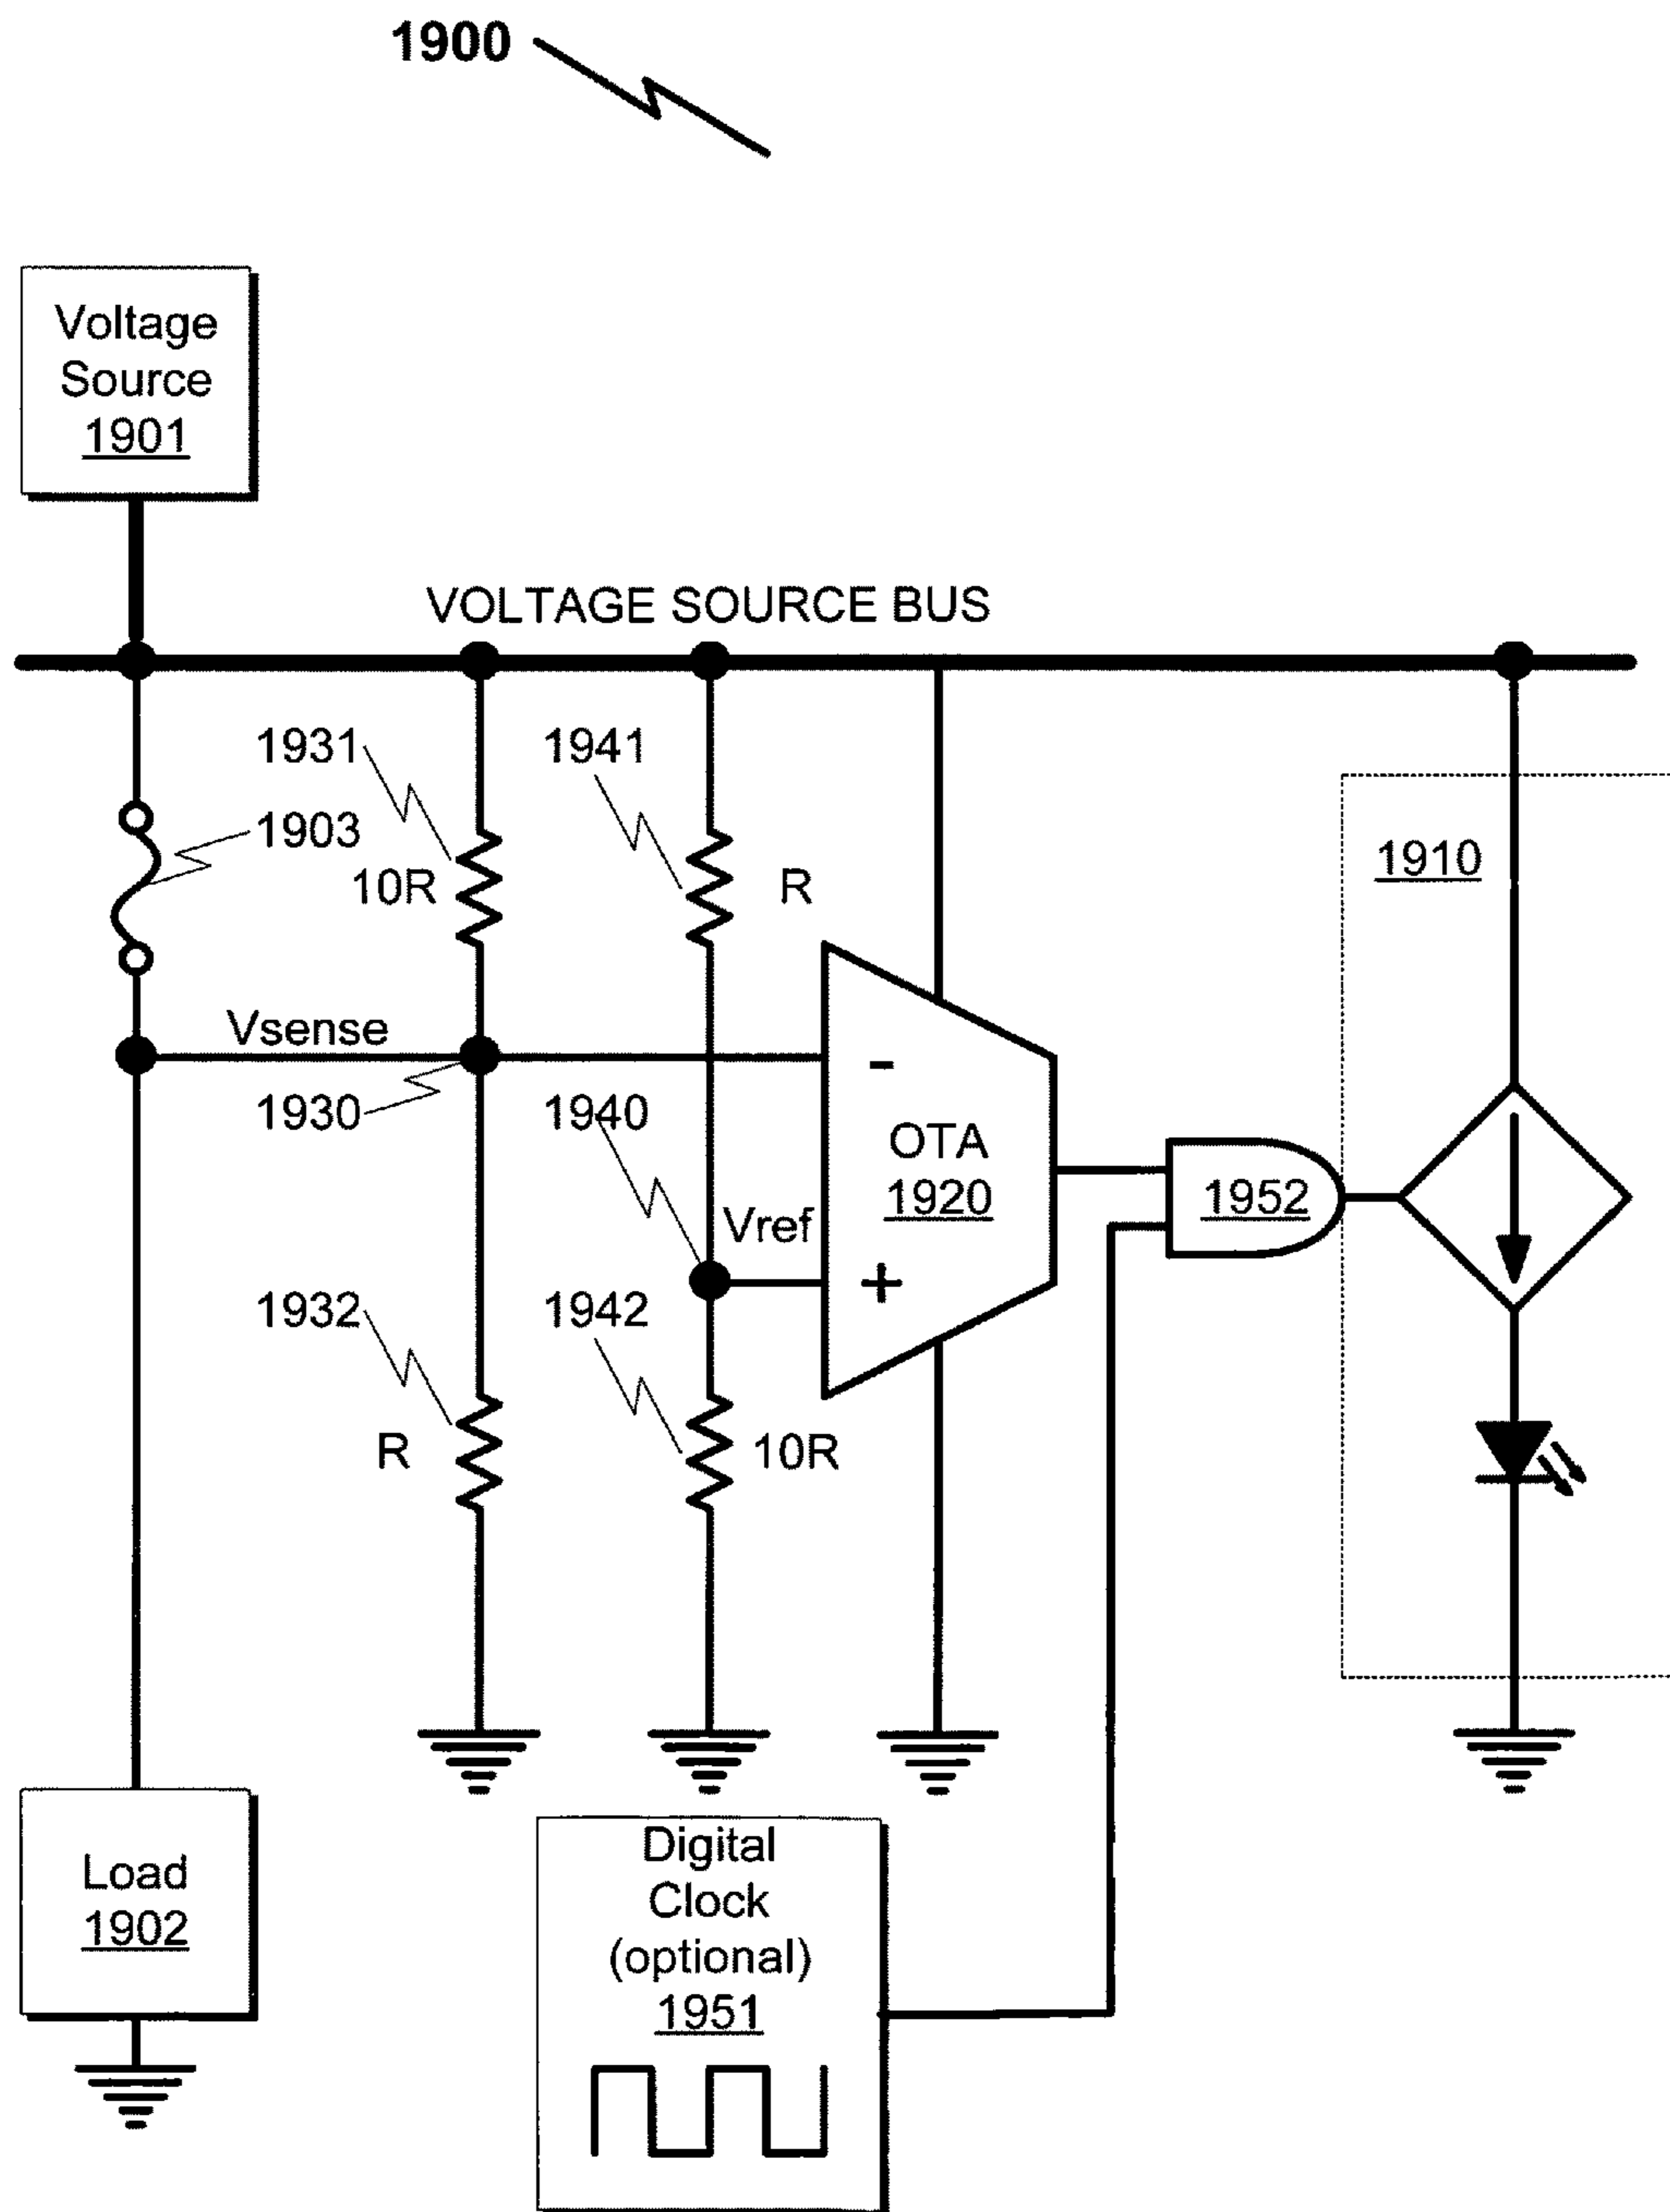 1900
Voltage
Source
1901
VOLTAGE SOURCE BUS
1931
1941
1903
10R
R
1910
Vsense
-
1930
1940
OTA
1920
1952
Vref
+
1932
1942
R
10R
Load
1902
Digital
Clock
(optional)
1951